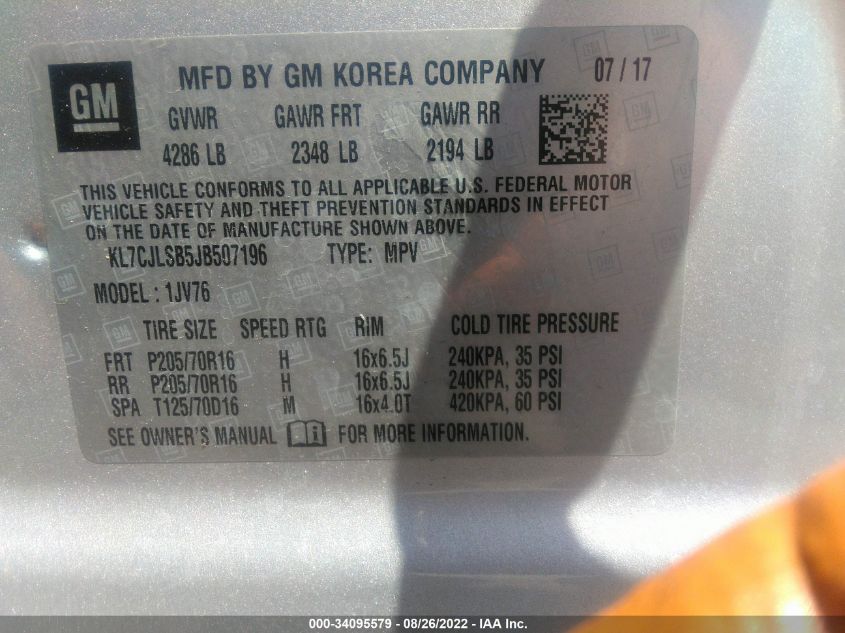 GM MFD BY GM KOREA COMPANY 07 / 17
GVWR GAWR FRT GAWR RR
4286 LB 2348 LB 2194 LB
THIS VEHICLE CONFORMS TO ALL APPLICABLE U.S. FEDERAL MOTOR
VEHICLE SAFETY AND THEFT PREVENTION STANDARDS IN EFFECT
ON THE DATE OF MANUFACTURE SHOWN ABOVE.
KL7CJLSB5JB507196 TYPE: MPV
MODEL : 1JV76
TIRE SIZE SPEED RTG RIM COLD TIRE PRESSURE
FRT P205/70R16 H 16x6.5J 240KPA, 35 PSI
RR P205/70R16 H 16x6.5J 240KPA, 35 PSI
SPA T125/70D16 M 16x4.0T 420KPA, 60 PSI
SEE OWNER'S MANUAL FOR MORE INFORMATION.
000-34095579 - 08/26/2022 - IAA Inc.